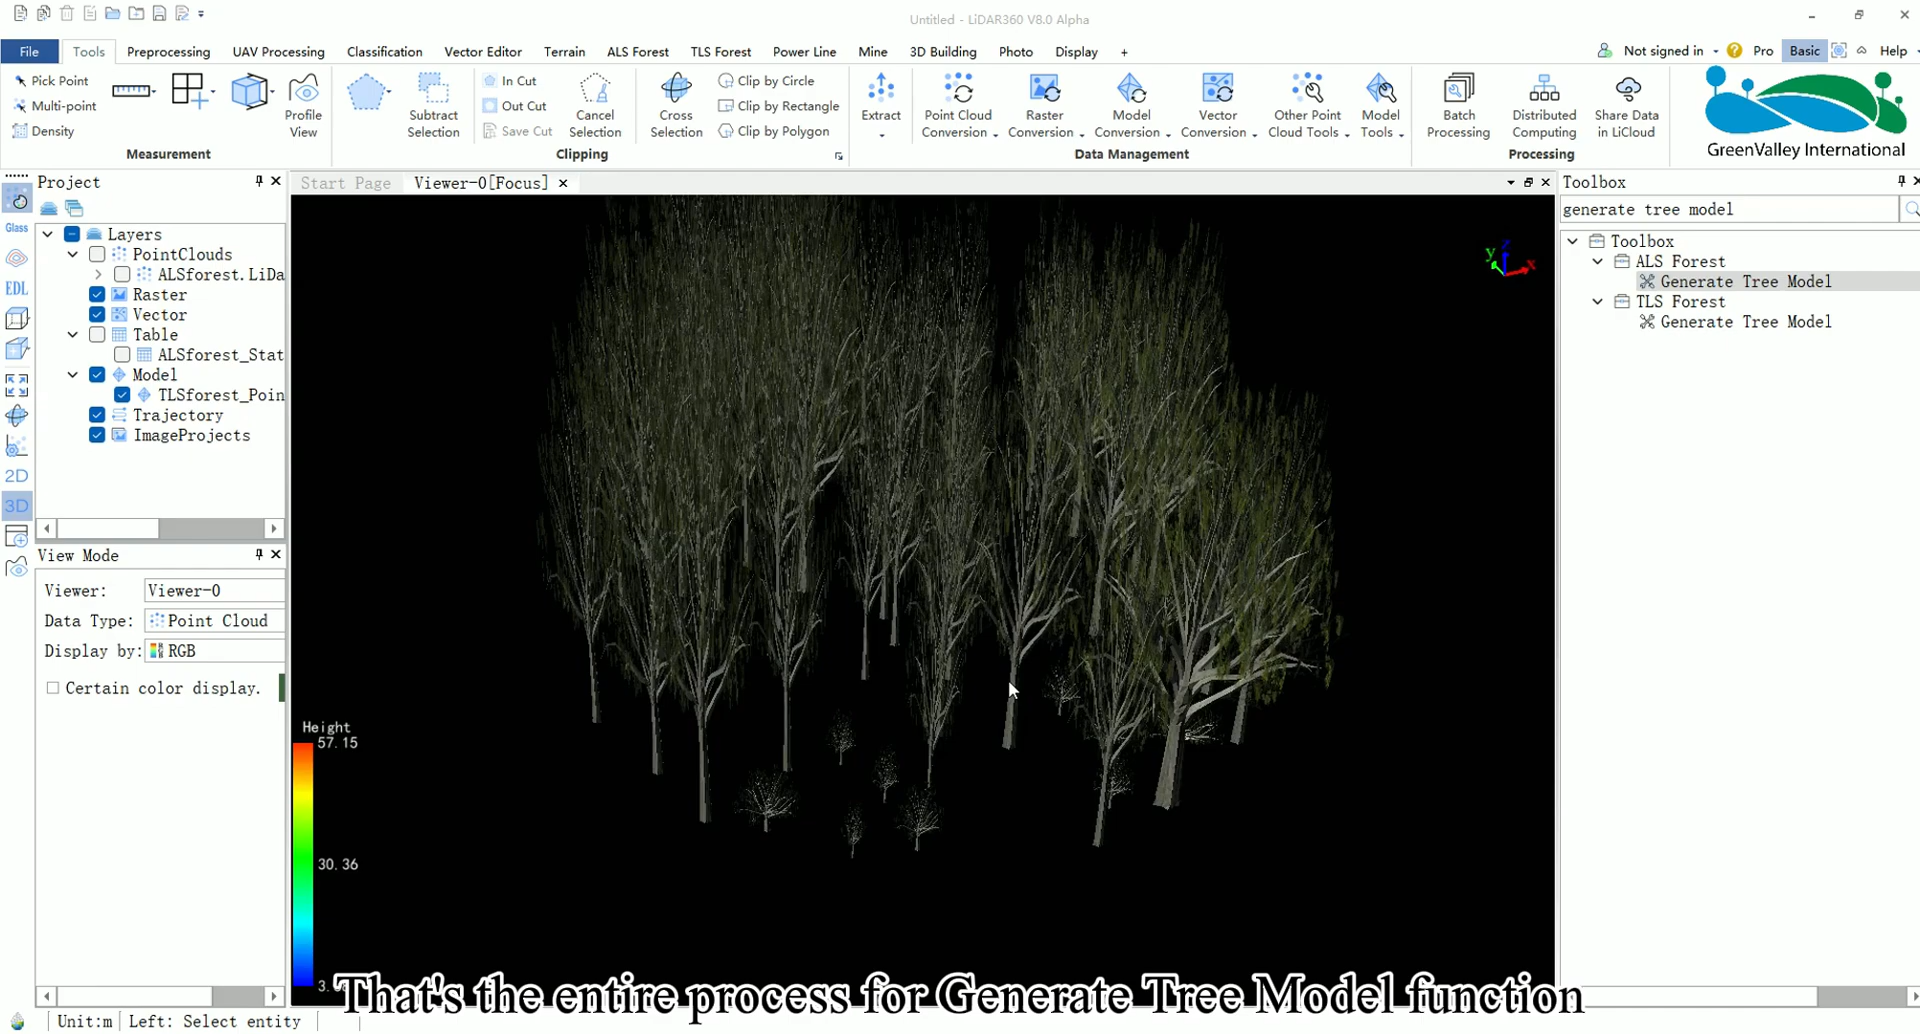 Untitled - LiDAR360 V8.0 Alpha
File Tools Preprocessing UAV Processing Classification Vector Editor Terrain ALS Forest TLS Forest Power Line Mine 3D Building Photo Display + Not signed in Pro Basic Help
Pick Point
Multi-point
Density
Profile View
Measurement
Subtract Selection
In Cut
Out Cut
Save Cut
Cancel Selection
Cross Selection
Clip by Circle
Clip by Rectangle
Clip by Polygon
Clipping
Extract
Point Cloud Conversion
Raster Conversion
Model Conversion
Vector Conversion
Other Point Cloud Tools
Model Tools
Data Management
Batch Processing
Distributed Computing
Share Data in LiCloud
Processing
GreenValley International
Project
Layers
PointClouds
ALSforest.LiDa
Raster
Vector
Table
ALSforest_Stat
Model
TLSforest_Poin
Trajectory
ImageProjects
Glass
EDL
2D
3D
View Mode
Viewer: Viewer-0
Data Type: Point Cloud
Display by: RGB
Certain color display.
Start Page Viewer-0[Focus]
z
y
x
Height
57.15
30.36
That's the entire process for Generate Tree Model function
Toolbox
generate tree model
Toolbox
ALS Forest
Generate Tree Model
TLS Forest
Generate Tree Model
Unit:m Left: Select entity